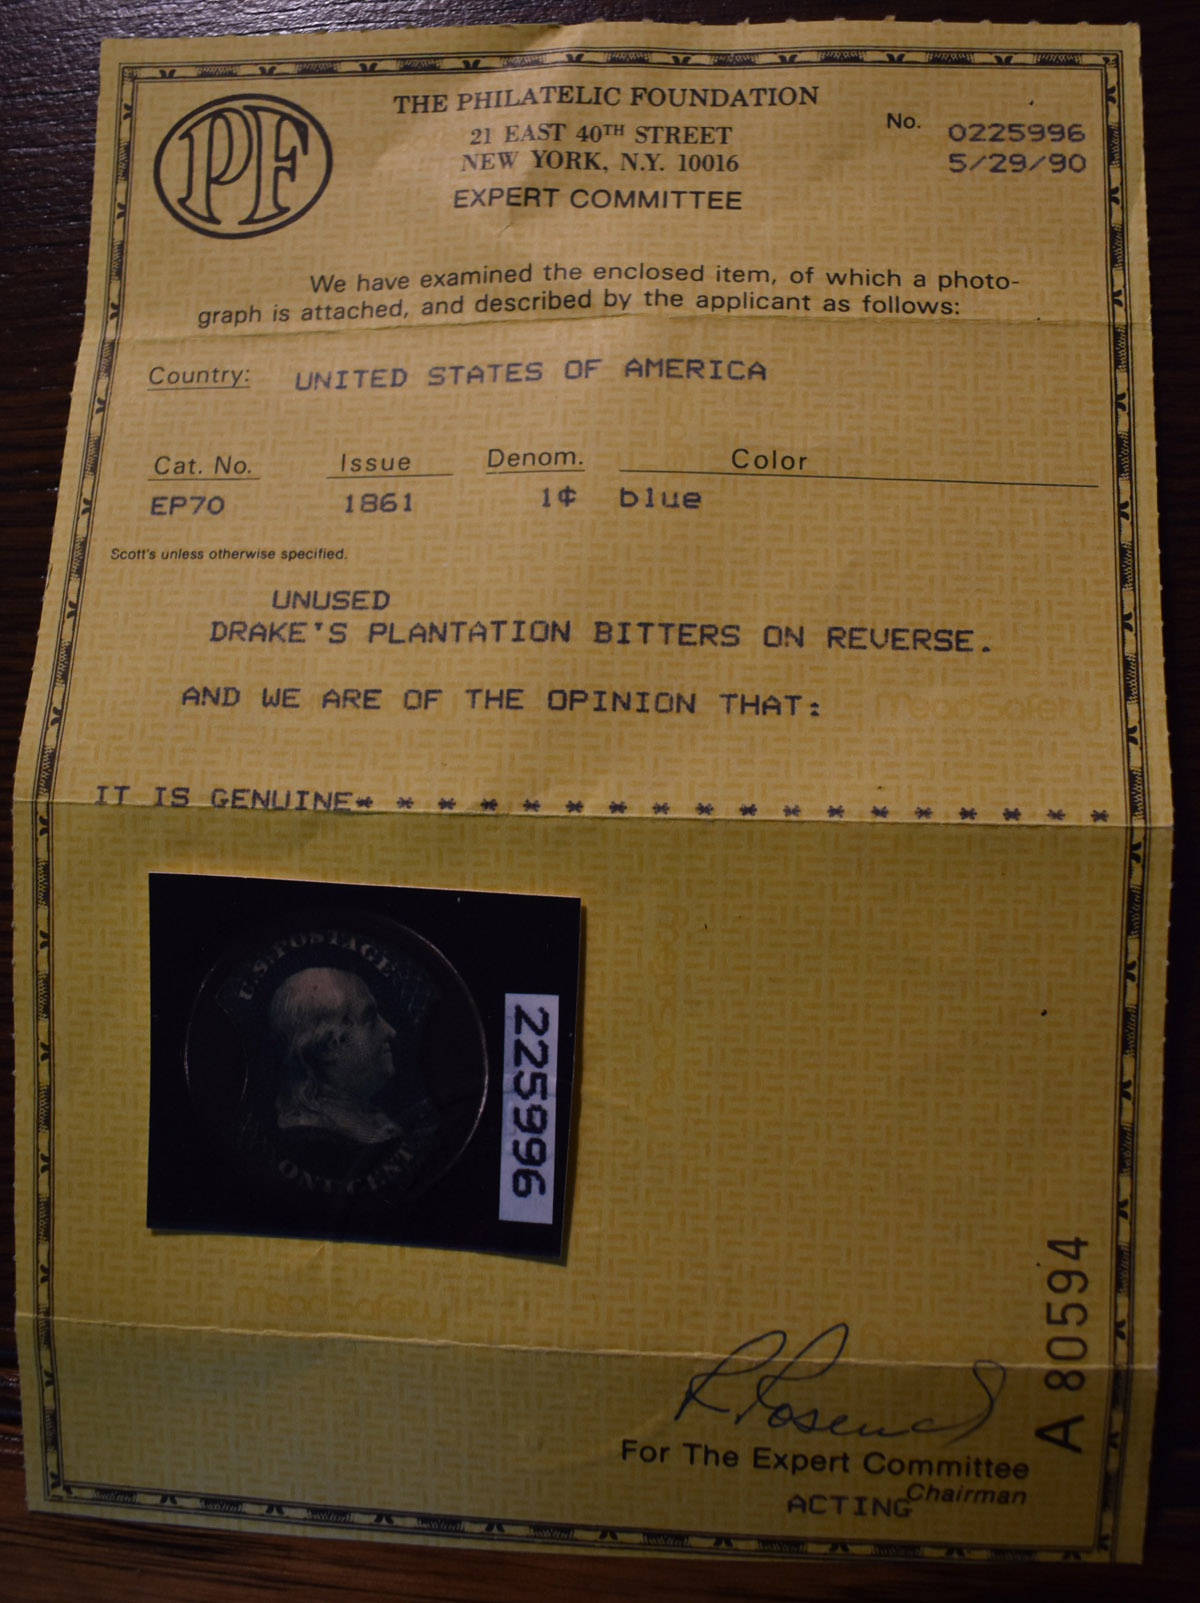 PF
THE PHILATELIC FOUNDATION
21 EAST 40TH STREET
NEW YORK, N.Y. 10016
EXPERT COMMITTEE
No. 0225996
5/29/90
We have examined the enclosed item, of which a photo-
graph is attached, and described by the applicant as follows:
Country: UNITED STATES OF AMERICA
Cat. No. Issue Denom. Color
EP70 1861 1¢ blue
Scott's unless otherwise specified.
UNUSED
DRAKE'S PLANTATION BITTERS ON REVERSE.
AND WE ARE OF THE OPINION THAT:
Mead Safety
IT IS GENUINE* * * * * * * * * * * * * * * * * *
U.S. POSTAGE
ONE CENT
225996
Mead Safety
A 80594
For The Expert Committee
Chairman
ACTING